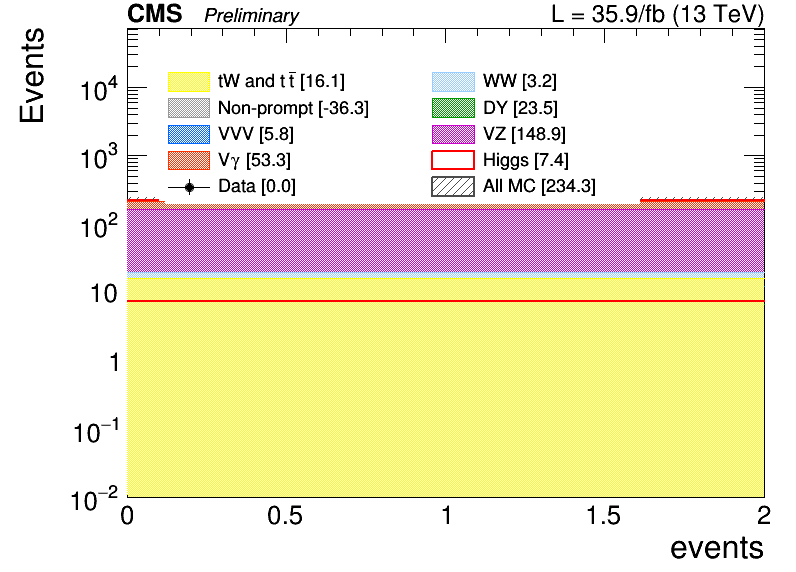 CMS Preliminary L = 35.9/fb (13 TeV)
Events
tW and t t̄ [16.1] WW [3.2]
Non-prompt [-36.3] DY [23.5]
VVV [5.8] VZ [148.9]
Vγ [53.3] Higgs [7.4]
Data [0.0] All MC [234.3]
10⁴
10³
10²
10
1
10⁻¹
10⁻²
0 0.5 1 1.5 2
events